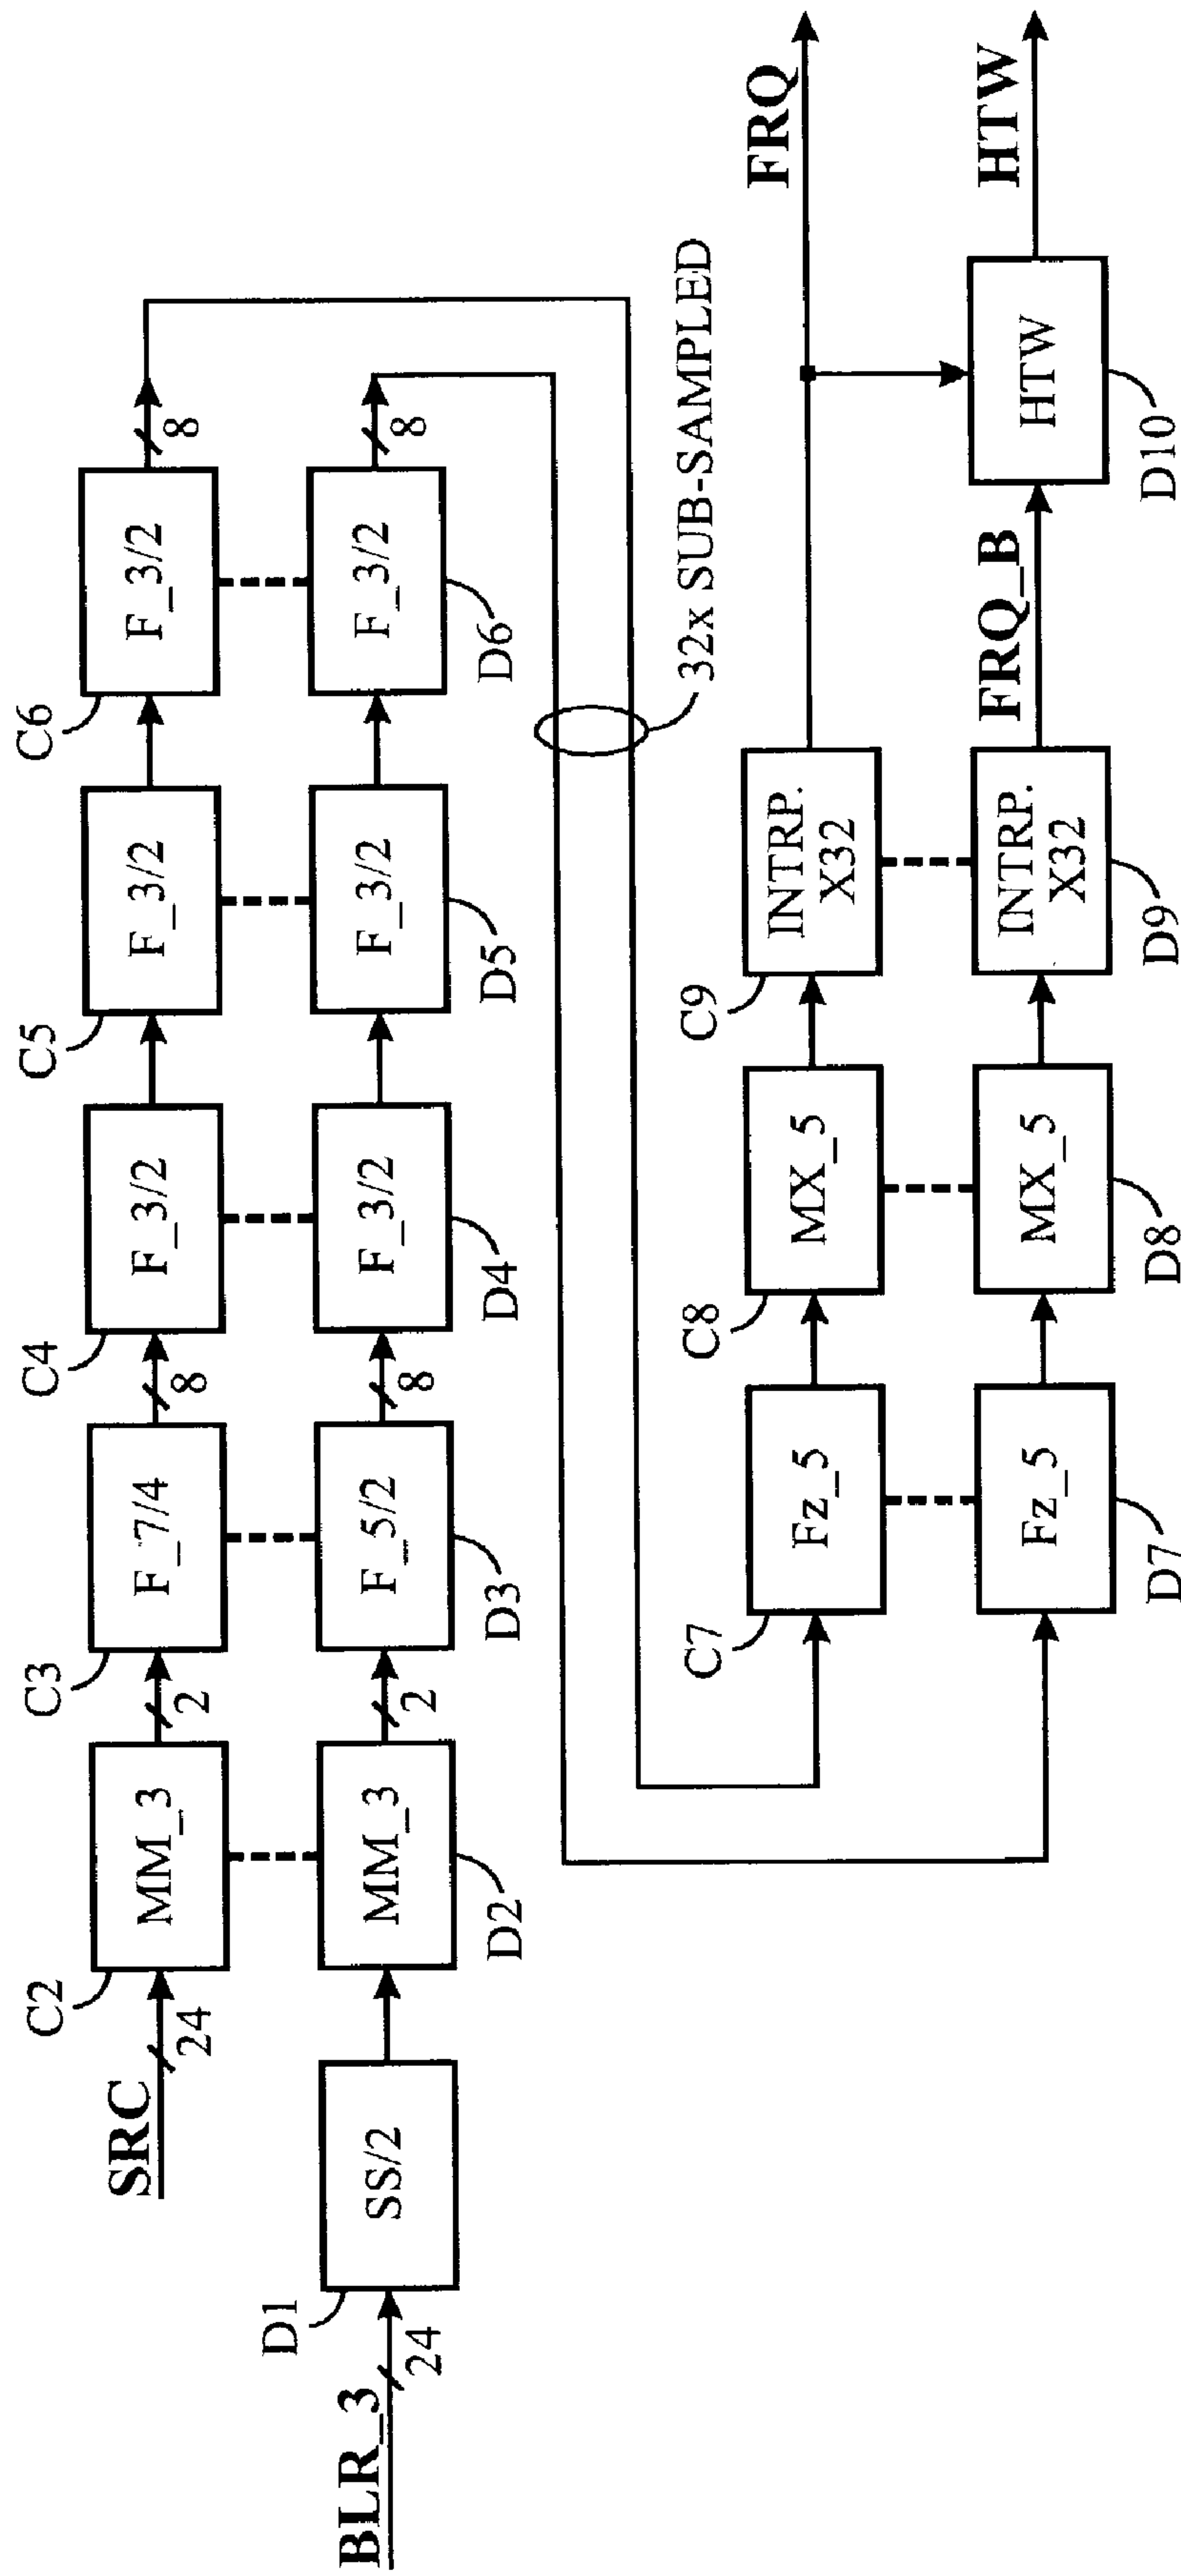 SRC
24
C2
MM_3
2
C3
F_7/4
8
C4
F_3/2
C5
F_3/2
C6
F_3/2
8
BLR_3
24
D1
SS/2
D2
MM_3
2
D3
F_5/2
8
D4
F_3/2
D5
F_3/2
D6
F_3/2
8
32x SUB-SAMPLED
C7
Fz_5
C8
MX_5
C9
INTRP.
X32
FRQ
D7
Fz_5
D8
MX_5
D9
INTRP.
X32
FRQ_B
D10
HTW
HTW